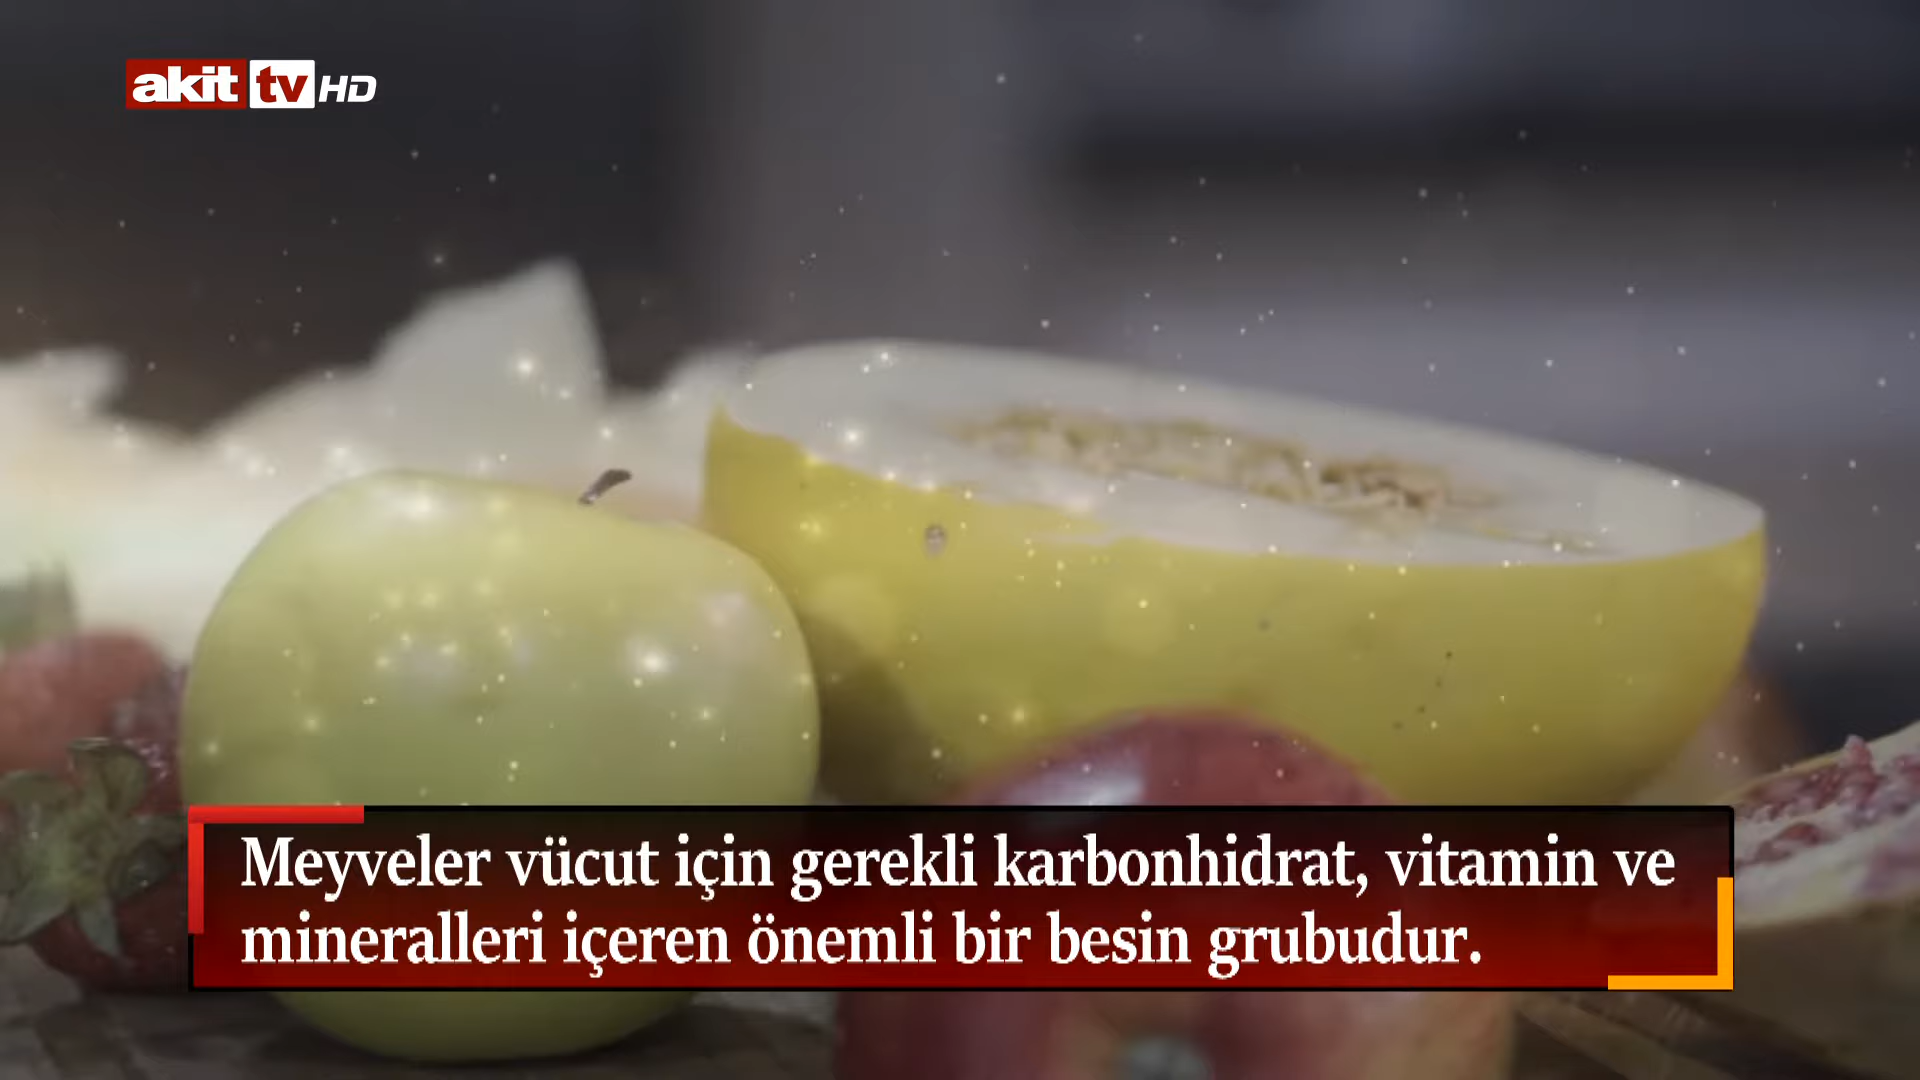 akit tv HD
Meyveler vücut için gerekli karbonhidrat, vitamin ve
mineralleri içeren önemli bir besin grubudur.